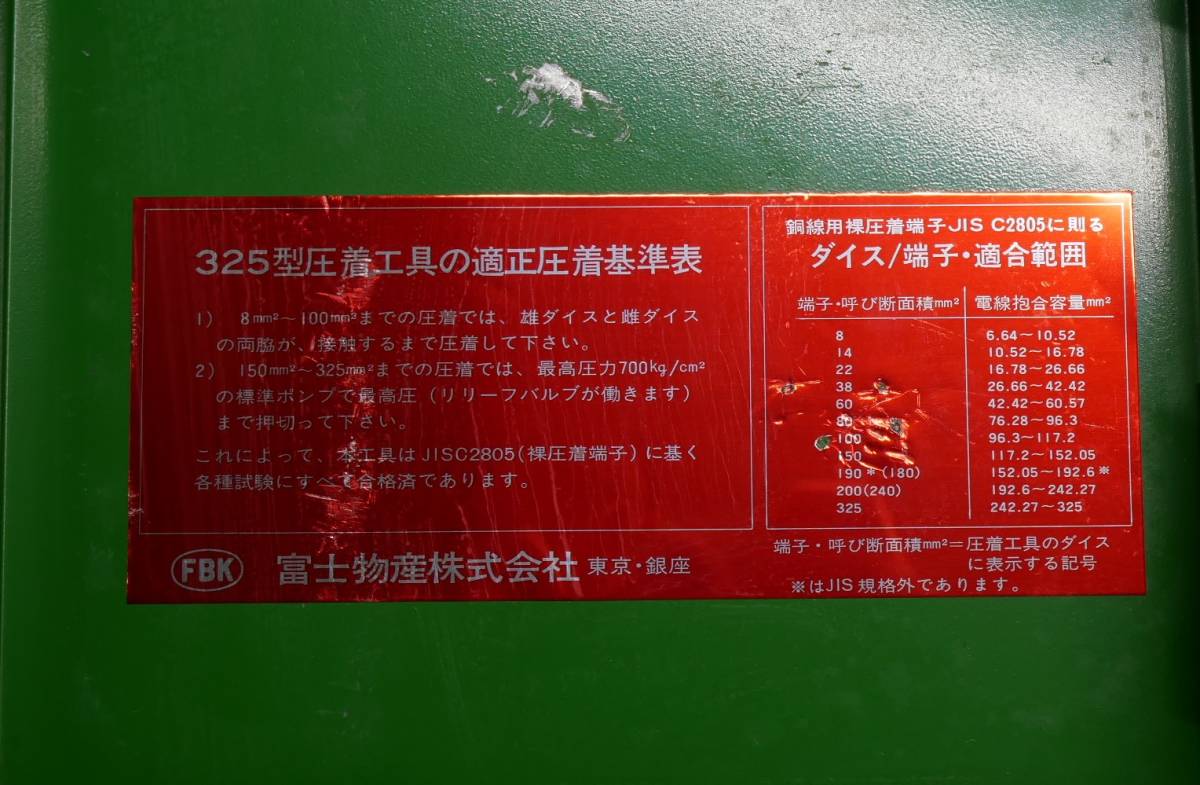 325型圧着工具の適正圧着基準表
1) 8mm²〜100mm²までの圧着では、雄ダイスと雌ダイス
の両脇が、接触するまで圧着して下さい。
2) 150mm²〜325mm²までの圧着では、最高圧力700kg/cm²
の標準ポンプで最高圧(リリーフバルブが働きます)
まで押切って下さい。
これによって、本工具はJISC2805(裸圧着端子)に基く
各種試験にすべて合格済であります。
FBK 富士物産株式会社 東京・銀座
銅線用裸圧着端子JIS C2805に則る
ダイス/端子・適合範囲
端子・呼び断面積mm² 電線抱合容量mm²
8 6.64〜10.52
14 10.52〜16.78
22 16.78〜26.66
38 26.66〜42.42
60 42.42〜60.57
80 76.28〜96.3
100 96.3〜117.2
150 117.2〜152.05
190*(180) 152.05〜192.6※
200(240) 192.6〜242.27
325 242.27〜325
端子・呼び断面積mm²=圧着工具のダイス
に表示する記号
※はJIS規格外であります。